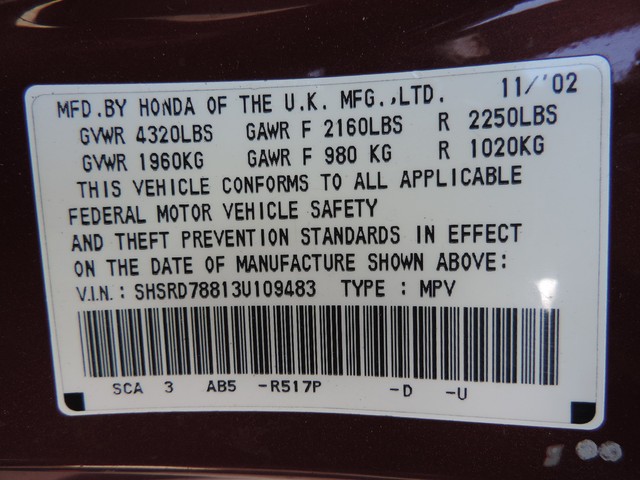 MFD.BY HONDA OF THE U.K. MFG.,LTD. 11/'02
GVWR 4320LBS GAWR F 2160LBS R 2250LBS
GVWR 1960KG GAWR F 980 KG R 1020KG
THIS VEHICLE CONFORMS TO ALL APPLICABLE
FEDERAL MOTOR VEHICLE SAFETY
AND THEFT PREVENTION STANDARDS IN EFFECT
ON THE DATE OF MANUFACTURE SHOWN ABOVE:
V.I.N.: SHSRD78813U109483 TYPE : MPV
SCA 3 AB5 -R517P -D -U